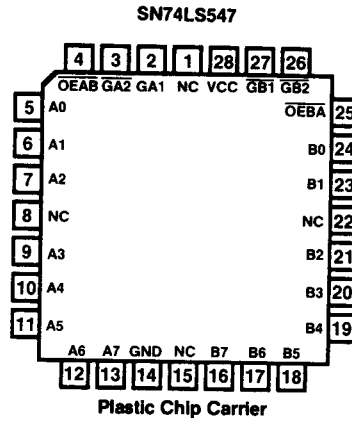 SN74LS547
4 3 2 1 28 27 26
OEAB GA2 GA1 NC VCC GB1 GB2
5 A0 OEBA 25
6 A1 B0 24
7 A2 B1 23
8 NC NC 22
9 A3 B2 21
10 A4 B3 20
11 A5 B4 19
A6 A7 GND NC B7 B6 B5
12 13 14 15 16 17 18
Plastic Chip Carrier